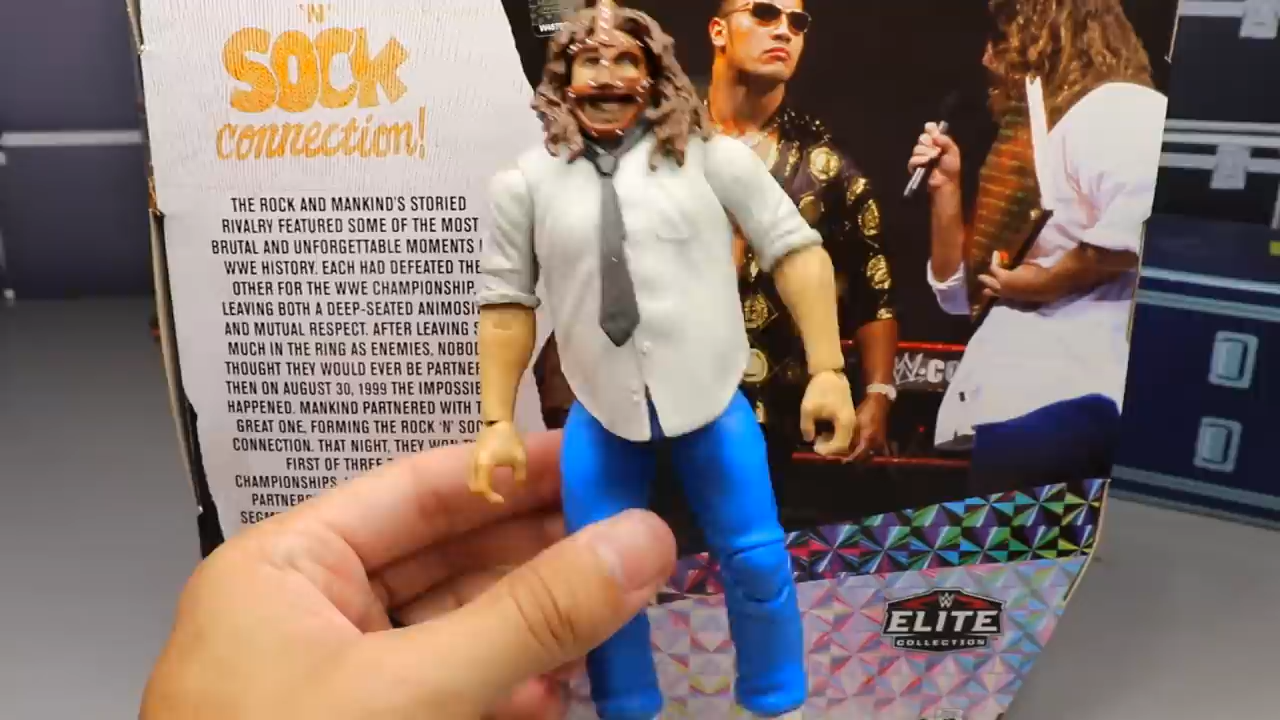 'N'
SOCK
connection!
THE ROCK AND MANKIND'S STORIED
RIVALRY FEATURED SOME OF THE MOST
BRUTAL AND UNFORGETTABLE MOMENTS
WWE HISTORY. EACH HAD DEFEATED THE
OTHER FOR THE WWE CHAMPIONSHIP,
LEAVING BOTH A DEEP-SEATED
AND MUTUAL RESPECT. AFTER LEAVING
MUCH IN THE RING AS ENEMIES,
THOUGHT THEY WOULD EVER BE
THEN ON AUGUST 30, 1999 THE
HAPPENED. MANKIND PARTNERED WITH
GREAT ONE, FORMING THE ROCK 'N'
CONNECTION. THAT NIGHT, THEY
FIRST OF THREE
CHAMPIONSHIPS.
W
ELITE
COLLECTION